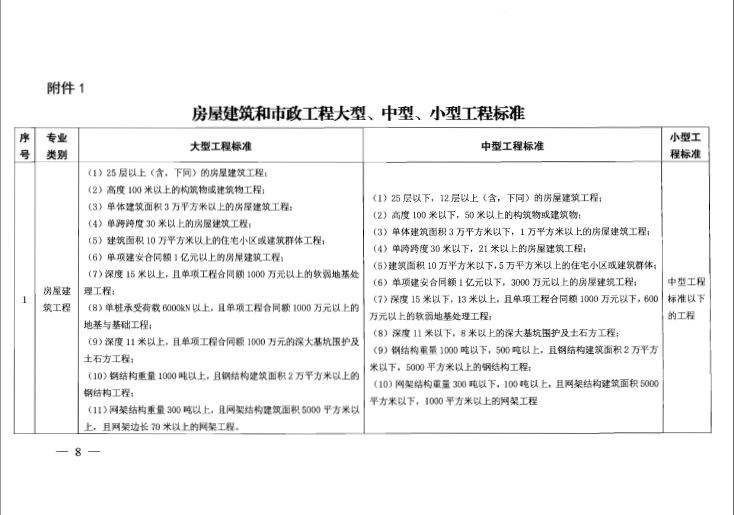 附件 1
房屋建筑和市政工程大型、中型、小型工程标准
序号
专业类别
大型工程标准
中型工程标准
小型工程标准
1
房屋建筑工程
（1）25 层以上（含，下同）的房屋建筑工程；
（2）高度 100 米以上的构筑物或建筑物工程；
（3）单体建筑面积 3 万平方米以上的房屋建筑工程；
（4）单跨跨度 30 米以上的房屋建筑工程；
（5）建筑面积 10 万平方米以上的住宅小区或建筑群体工程；
（6）单项建安合同额 1 亿元以上的房屋建筑工程；
（7）深度 15 米以上，且单项工程合同额 1000 万元以上的软弱地基处
理工程；
（8）单桩承受荷载 6000kN 以上，且单项工程合同额 1000 万元以上的
地基与基础工程；
（9）深度 11 米以上，且单项工程合同额 1000 万元的深大基坑围护及
土石方工程；
（10）钢结构重量 1000 吨以上，且钢结构建筑面积 2 万平方米以上的
钢结构工程；
（11）网架结构重量 300 吨以上，且网架结构建筑面积 5000 平方米以
上，且网架边长 70 米以上的网架工程。
（1）25 层以下，12 层以上（含，下同）的房屋建筑工程；
（2）高度 100 米以下，50 米以上的构筑物或建筑物；
（3）单体建筑面积 3 万平方米以下，1 万平方米以上的房屋建筑工程；
（4）单跨跨度 30 米以下，21 米以上的房屋建筑工程；
（5）建筑面积 10 万平方米以下，5 万平方米以上的住宅小区或建筑群体；
（6）单项建安合同额 1 亿元以下，3000 万元以上的房屋建筑工程；
（7）深度 15 米以下，13 米以上，且单项工程合同额 1000 万元以下，600
万元以上的软弱地基处理工程；
（8）深度 11 米以下，8 米以上的深大基坑围护及土石方工程；
（9）钢结构重量 1000 吨以下，500 吨以上，且钢结构建筑面积 2 万平方
米以下，5000 平方米以上的钢结构工程；
（10）网架结构重量 300 吨以下，100 吨以上，且网架结构建筑面积 5000
平方米以下，1000 平方米以上的网架工程
中型工程
标准以下
的工程
— 8 —